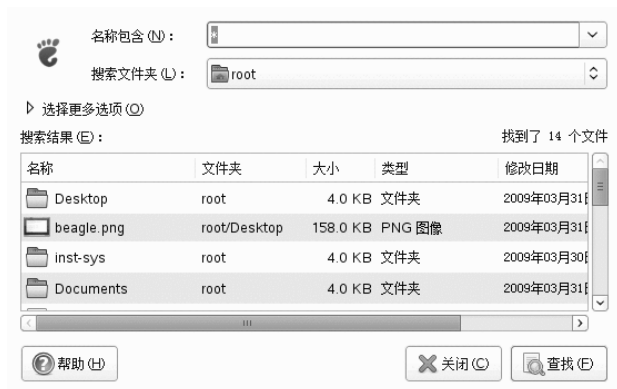 名称包含(N)：
*
搜索文件夹(L)：
root
选择更多选项(O)
搜索结果(E)：
找到了 14 个文件
名称 文件夹 大小 类型 修改日期
Desktop root 4.0 KB 文件夹 2009年03月31
beagle.png root/Desktop 158.0 KB PNG 图像 2009年03月31
inst-sys root 4.0 KB 文件夹 2009年03月30
Documents root 4.0 KB 文件夹 2009年03月31
帮助(H)
关闭(C)
查找(F)